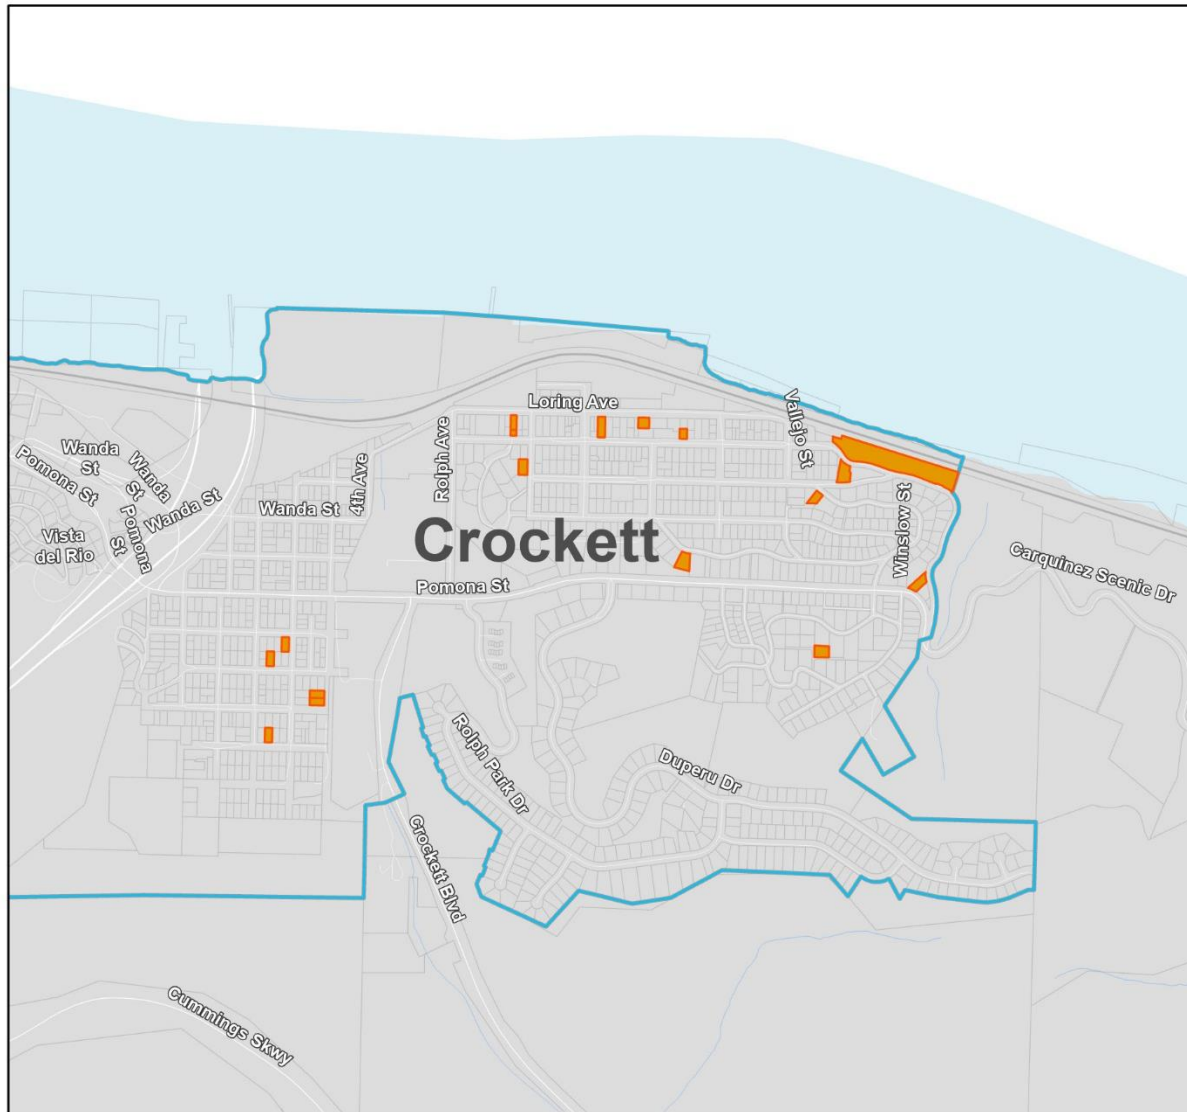 Loring Ave
Vallejo St
Rolph Ave
Wanda
St
Pomona St
Wanda
St
Wanda St
4th Ave
Wanda St
Pomona
St
Vista
del Rio
Crockett
Winslow St
Carquinez Scenic Dr
Pomona St
Rolph Park Dr
Duperu Dr
Crockett Blvd
Cummings Skwy